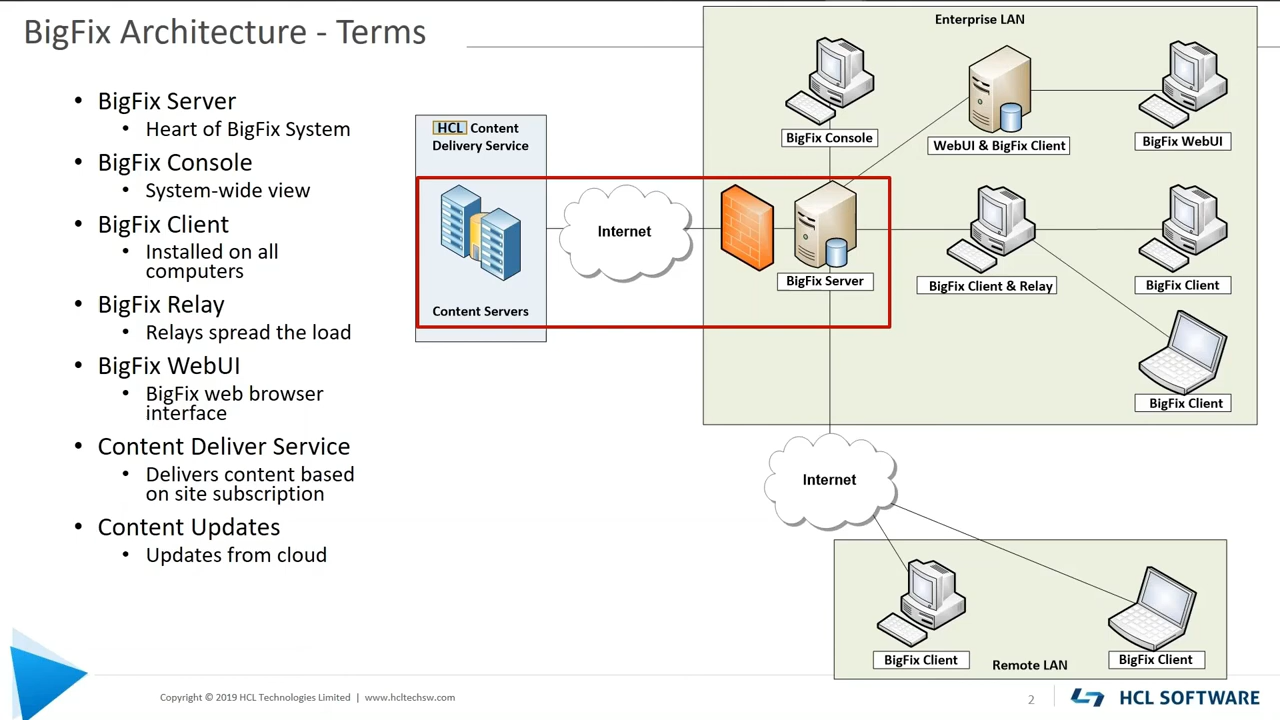 BigFix Architecture - Terms
• BigFix Server
• Heart of BigFix System
• BigFix Console
• System-wide view
• BigFix Client
• Installed on all
computers
• BigFix Relay
• Relays spread the load
• BigFix WebUI
• BigFix web browser
interface
• Content Deliver Service
• Delivers content based
on site subscription
• Content Updates
• Updates from cloud
HCL Content
Delivery Service
Content Servers
Internet
Enterprise LAN
BigFix Console
WebUI & BigFix Client
BigFix WebUI
BigFix Server
BigFix Client & Relay
BigFix Client
BigFix Client
Internet
BigFix Client
Remote LAN
BigFix Client
Copyright © 2019 HCL Technologies Limited | www.hcltechsw.com
2
HCL SOFTWARE